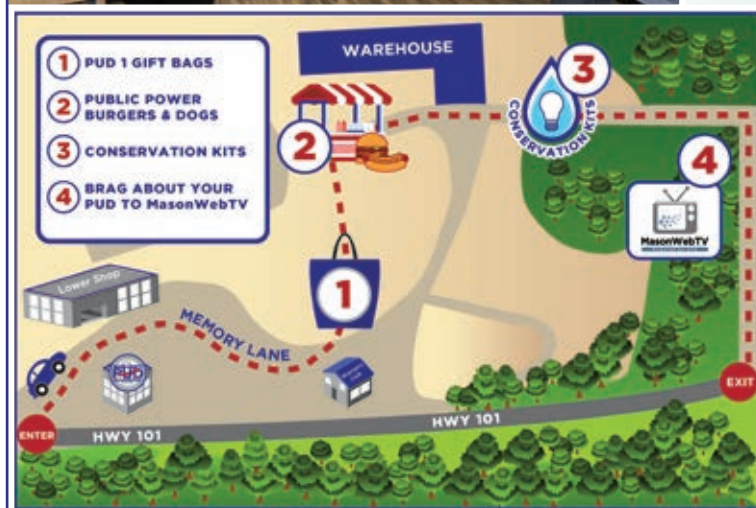 1 PUD 1 GIFT BAGS
2 PUBLIC POWER
BURGERS & DOGS
3 CONSERVATION KITS
4 BRAG ABOUT YOUR
PUD TO MasonWebTV
WAREHOUSE
3
CONSERVATION KITS
2
4
MasonWebTV
1
Lower Shop
MEMORY LANE
PUD
EXIT
ENTER
HWY 101
HWY 101